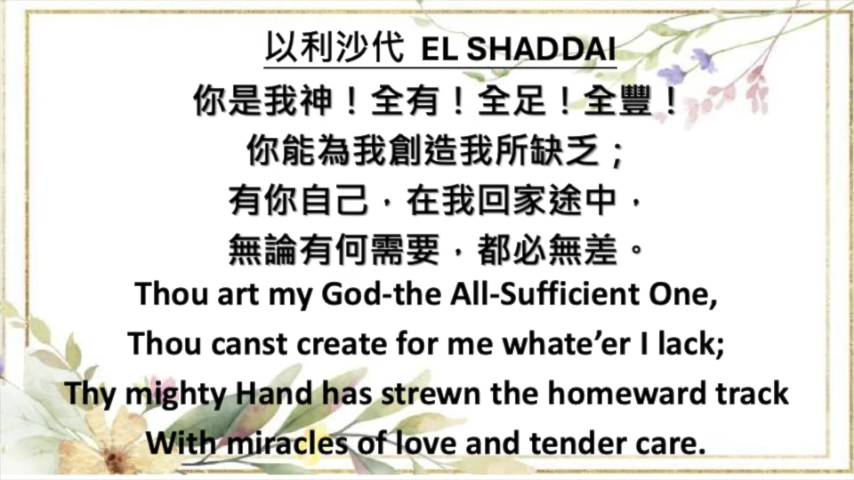 以利沙代 EL SHADDAI
你是我神！全有！全足！全豐！
你能為我創造我所缺乏；
有你自己，在我回家途中，
無論有何需要，都必無差。
Thou art my God-the All-Sufficient One,
Thou canst create for me whate’er I lack;
Thy mighty Hand has strewn the homeward track
With miracles of love and tender care.